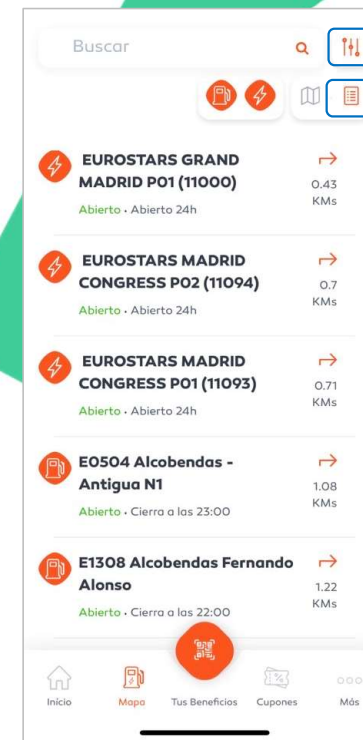 Buscar
EUROSTARS GRAND
MADRID P01 (11000)
0.43
KMs
Abierto • Abierto 24h
EUROSTARS MADRID
CONGRESS P02 (11094)
0.7
KMs
Abierto • Abierto 24h
EUROSTARS MADRID
CONGRESS P01 (11093)
0.71
KMs
Abierto • Abierto 24h
E0504 Alcobendas -
Antigua N1
1.08
KMs
Abierto • Cierra a las 23:00
E1308 Alcobendas Fernando
Alonso
1.22
KMs
Abierto • Cierra a las 22:00
Início Mapa Tus Beneficios Cupones Más